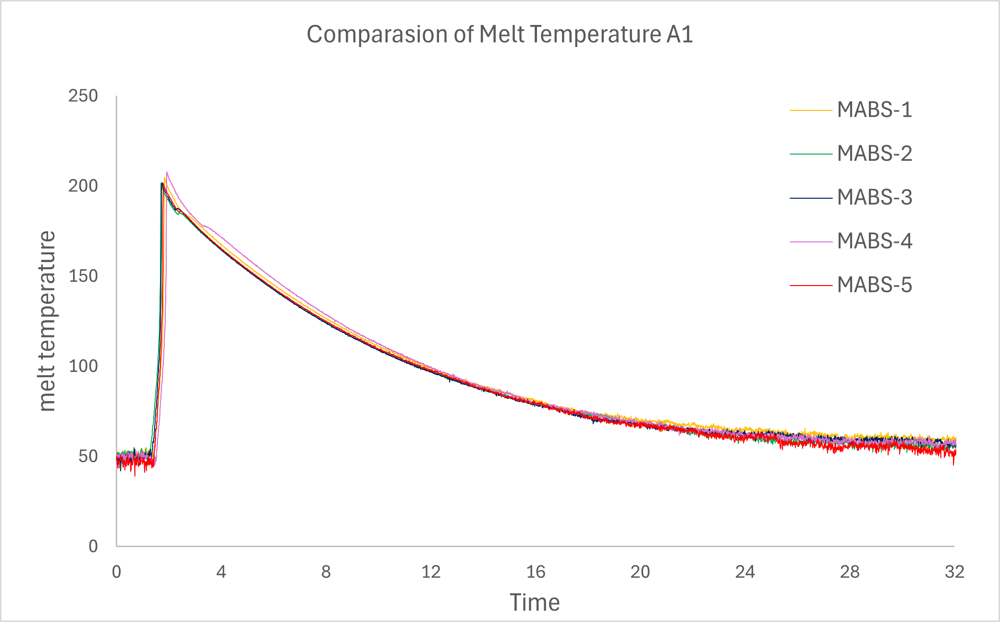 Comparasion of Melt Temperature A1
250
200
150
100
50
0
melt temperature
MABS-1
MABS-2
MABS-3
MABS-4
MABS-5
0 4 8 12 16 20 24 28 32
Time